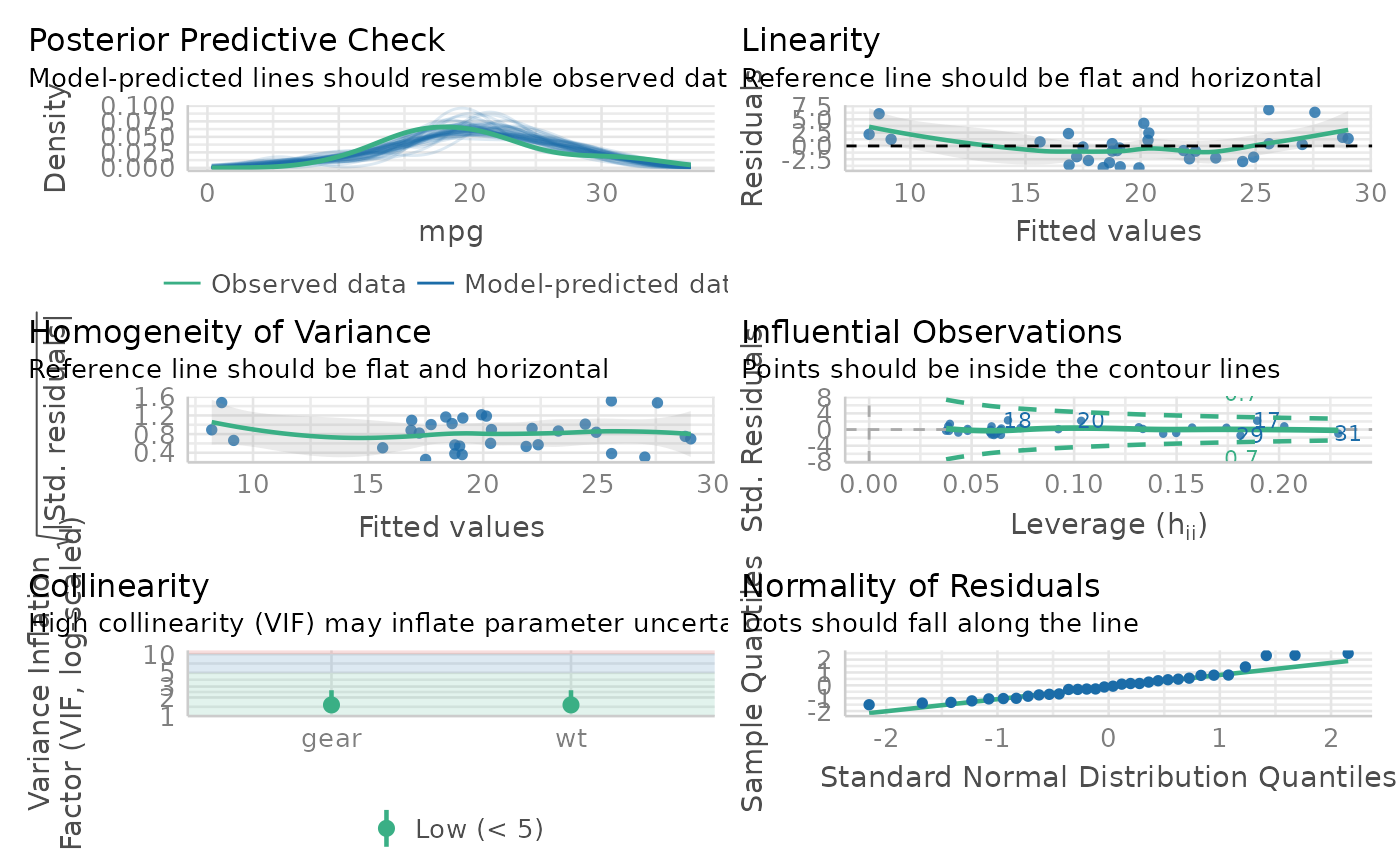 Posterior Predictive Check
Model-predicted lines should resemble observed dat
Density
0.100
0.075
0.050
0.025
0.000
0 10 20 30
mpg
Observed data Model-predicted dat
Linearity
Reference line should be flat and horizontal
Residuals
7.5
5.0
2.5
0.0
-2.5
10 15 20 25 30
Fitted values
Homogeneity of Variance
Reference line should be flat and horizontal
√|Std. residuals|
1.6
1.2
0.8
0.4
10 15 20 25 30
Fitted values
Influential Observations
Points should be inside the contour lines
Std. Residuals
8
4
0
-4
-8
0.7
18 20 17
29 31
0.7
0.00 0.05 0.10 0.15 0.20
Leverage (hii)
Collinearity
High collinearity (VIF) may inflate parameter uncerta
Variance Inflation
Factor (VIF, log-scaled)
10
5
3
2
1
gear wt
Low (< 5)
Normality of Residuals
Dots should fall along the line
Sample Quantiles
2
1
0
-1
-2
-2 -1 0 1 2
Standard Normal Distribution Quantiles